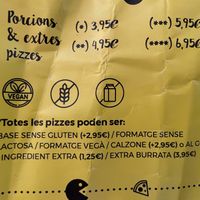 Porcions (*) 3,95€ (***) 5,95€
& extres
pizzes (**) 4,95€ (****) 6,95€
VEGAN
*Totes les pizzes poden ser:
BASE SENSE GLUTEN (+2,95€) / FORMATGE SENSE
LACTOSA / FORMATGE VEGÀ / CALZONE (+2,95€) o AL G
INGREDIENT EXTRA (1,25€) / EXTRA BURRATA (3,95€)